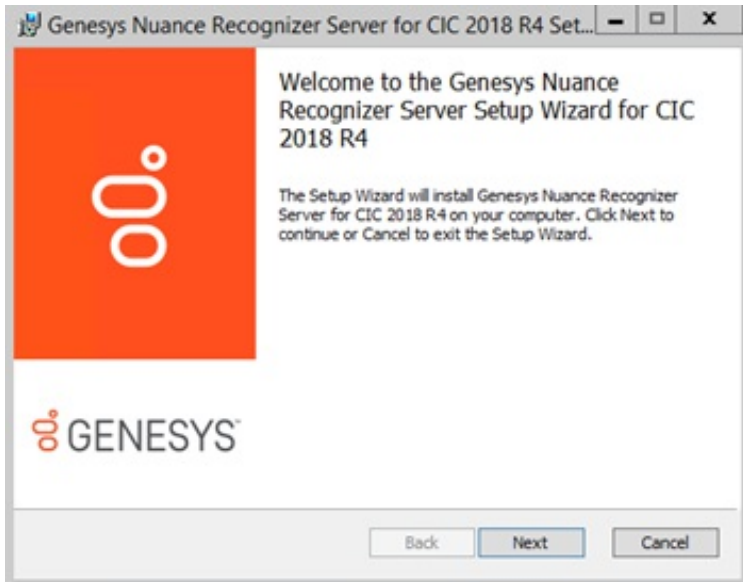 Genesys Nuance Recognizer Server for CIC 2018 R4 Set...
Welcome to the Genesys Nuance
Recognizer Server Setup Wizard for CIC
2018 R4
The Setup Wizard will install Genesys Nuance Recognizer
Server for CIC 2018 R4 on your computer. Click Next to
continue or Cancel to exit the Setup Wizard.
GENESYS™
Back Next Cancel